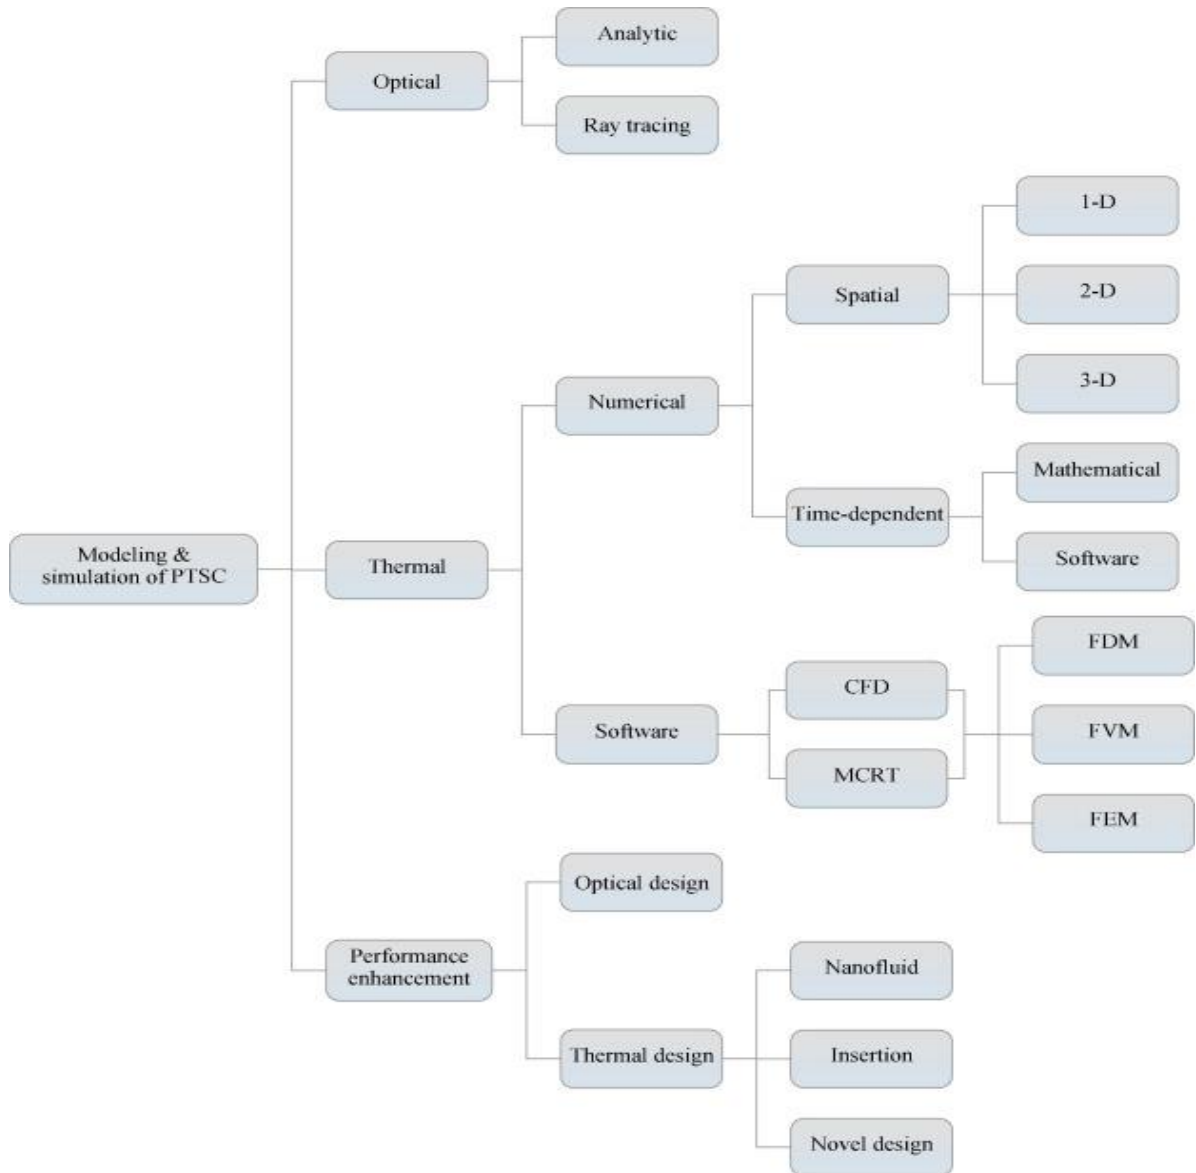 Analytic
Optical
Ray tracing
1-D
Spatial
2-D
3-D
Numerical
Mathematical
Time-dependent
Software
Modeling &
simulation of PTSC
Thermal
FDM
CFD
Software
FVM
MCRT
FEM
Optical design
Performance
enhancement
Nanofluid
Thermal design
Insertion
Novel design